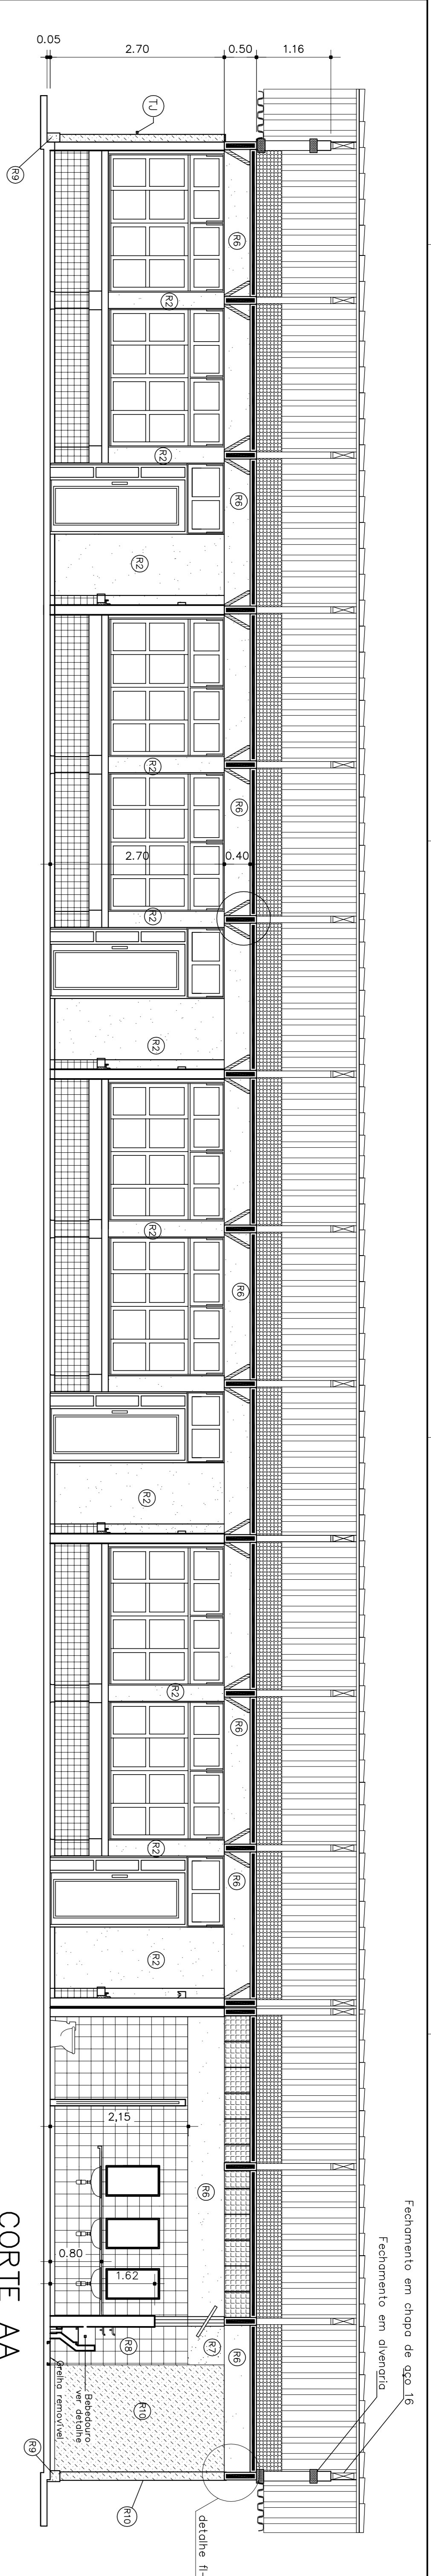 0.05
2.70
0.50
1.16
TJ
R9
R6
R2
R2
R6
R2
R2
R6
2.70
0.40
R2
R2
R2
R6
R2
R2
R6
R2
R6
R2
2,15
R6
0.80
1.62
R7
R6
R8
R10
Bebedouro
ver detalhe
Grelha removível
R9
R10
Fechamento em chapa de aço 16
Fechamento em alvenaria
detalhe fl-
CORTE AA